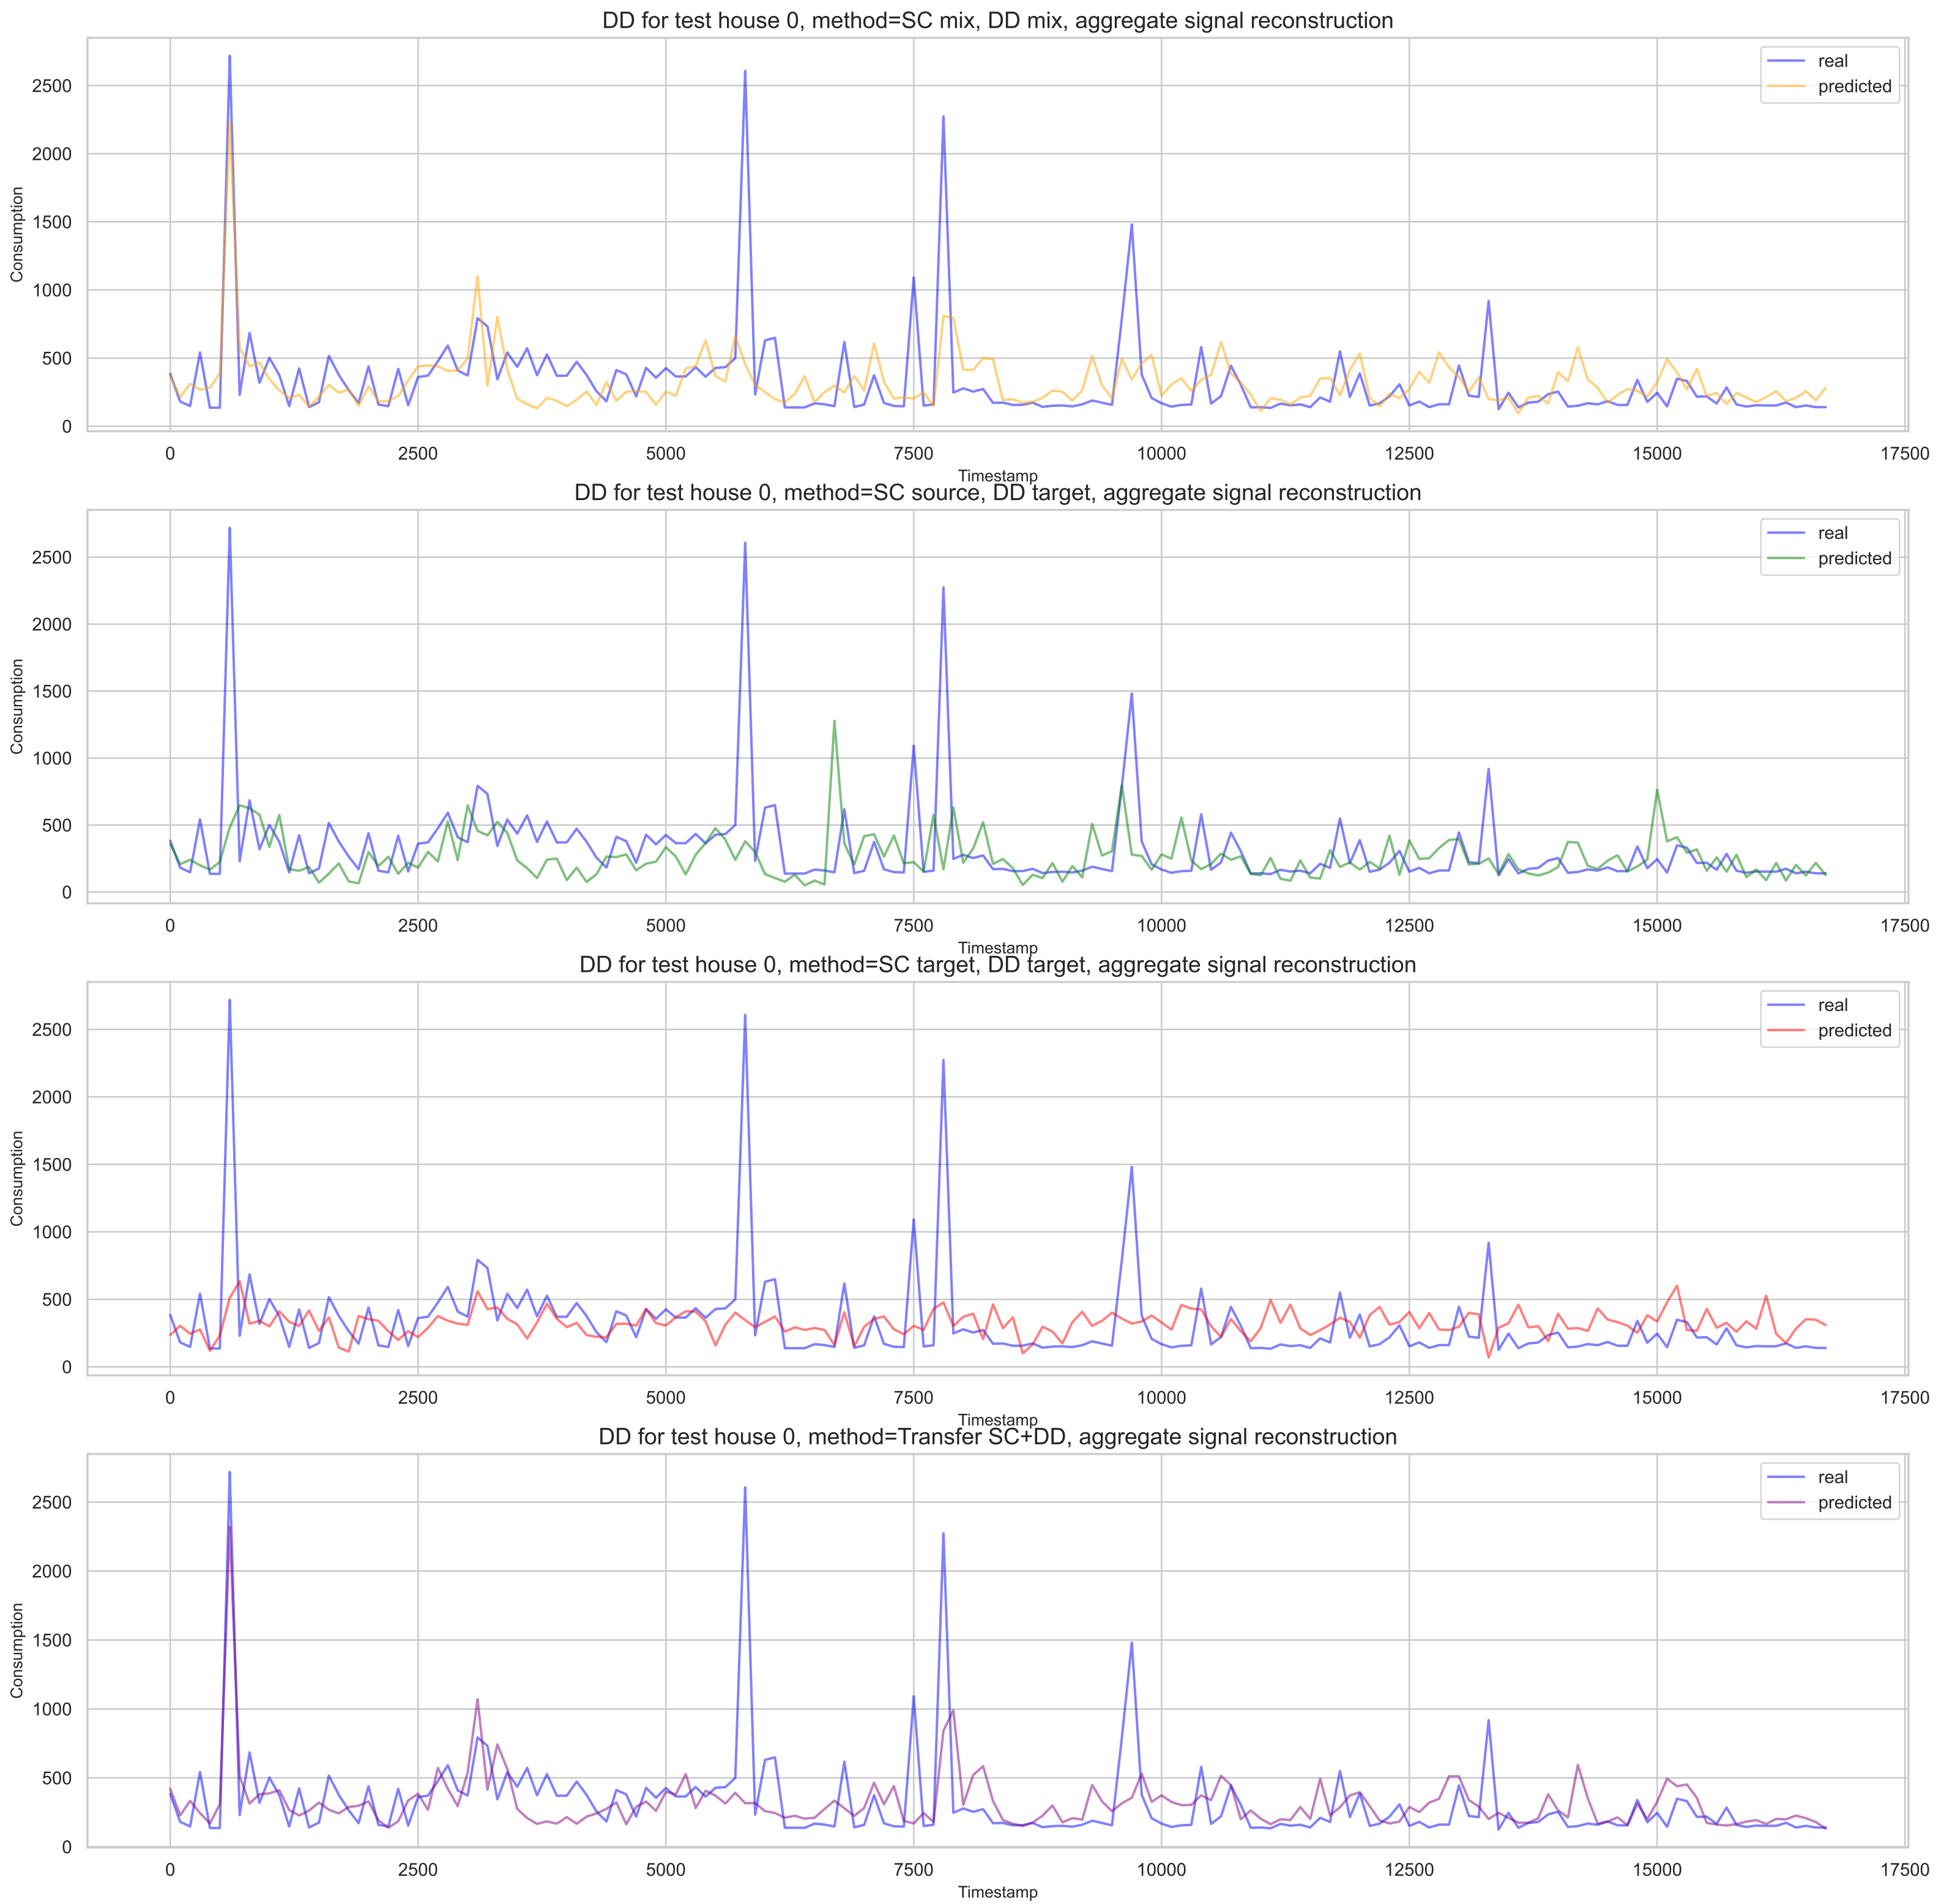 DD for test house 0, method=SC mix, DD mix, aggregate signal reconstruction
real
predicted
Consumption
2500
2000
1500
1000
500
0
0 2500 5000 7500 10000 12500 15000 17500
Timestamp
DD for test house 0, method=SC source, DD target, aggregate signal reconstruction
real
predicted
Consumption
2500
2000
1500
1000
500
0
0 2500 5000 7500 10000 12500 15000 17500
Timestamp
DD for test house 0, method=SC target, DD target, aggregate signal reconstruction
real
predicted
Consumption
2500
2000
1500
1000
500
0
0 2500 5000 7500 10000 12500 15000 17500
Timestamp
DD for test house 0, method=Transfer SC+DD, aggregate signal reconstruction
real
predicted
Consumption
2500
2000
1500
1000
500
0
0 2500 5000 7500 10000 12500 15000 17500
Timestamp